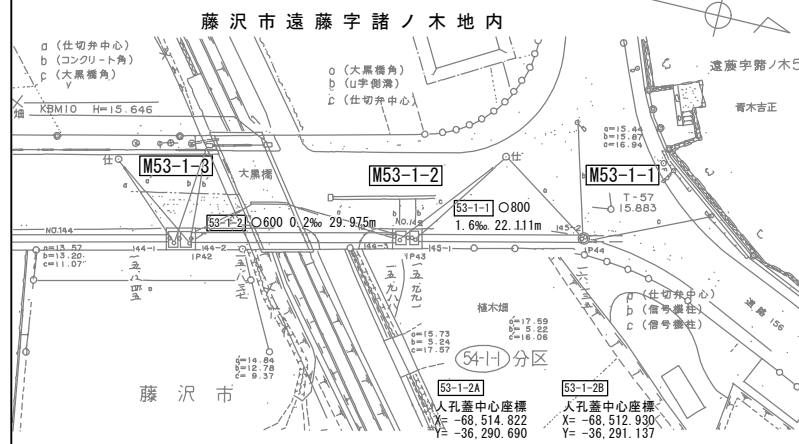 藤沢市遠藤字諸ノ木地内
a (仕切弁中心)
b (コンクリート角)
c (大黒橋角)
畑
KBM10 H=15.646
a (大黒橋角)
b (U字側溝)
c (仕切弁中心)
遠藤字諸ノ木5
青木吉正
a=15.44
b=15.87
c=16.94
仕
M53-1-3
大黒橋
M53-1-2
仕
M53-1-1
T-57
15.883
53-1-2 ○600 0.2‰ 29.975m
53-1-1 ○800
1.6‰ 22.111m
NO.144
144-1
144-2
144-3
145-1
145-2
IP42
IP43
IP44
a=13.57
b=13.20
c=11.07
a=14.84
b=12.78
c= 9.37
a=15.73
b= 5.24
c=17.57
植木畑
a=17.59
b= 5.22
c=16.06
a (仕切弁中心)
b (信号機柱)
c (信号機柱)
道路 156
54-1-1 分区
藤沢市
53-1-2A
人孔蓋中心座標
X= -68,514.822
Y= -36,290.690
53-1-2B
人孔蓋中心座標
X= -68,512.930
Y= -36,291.137